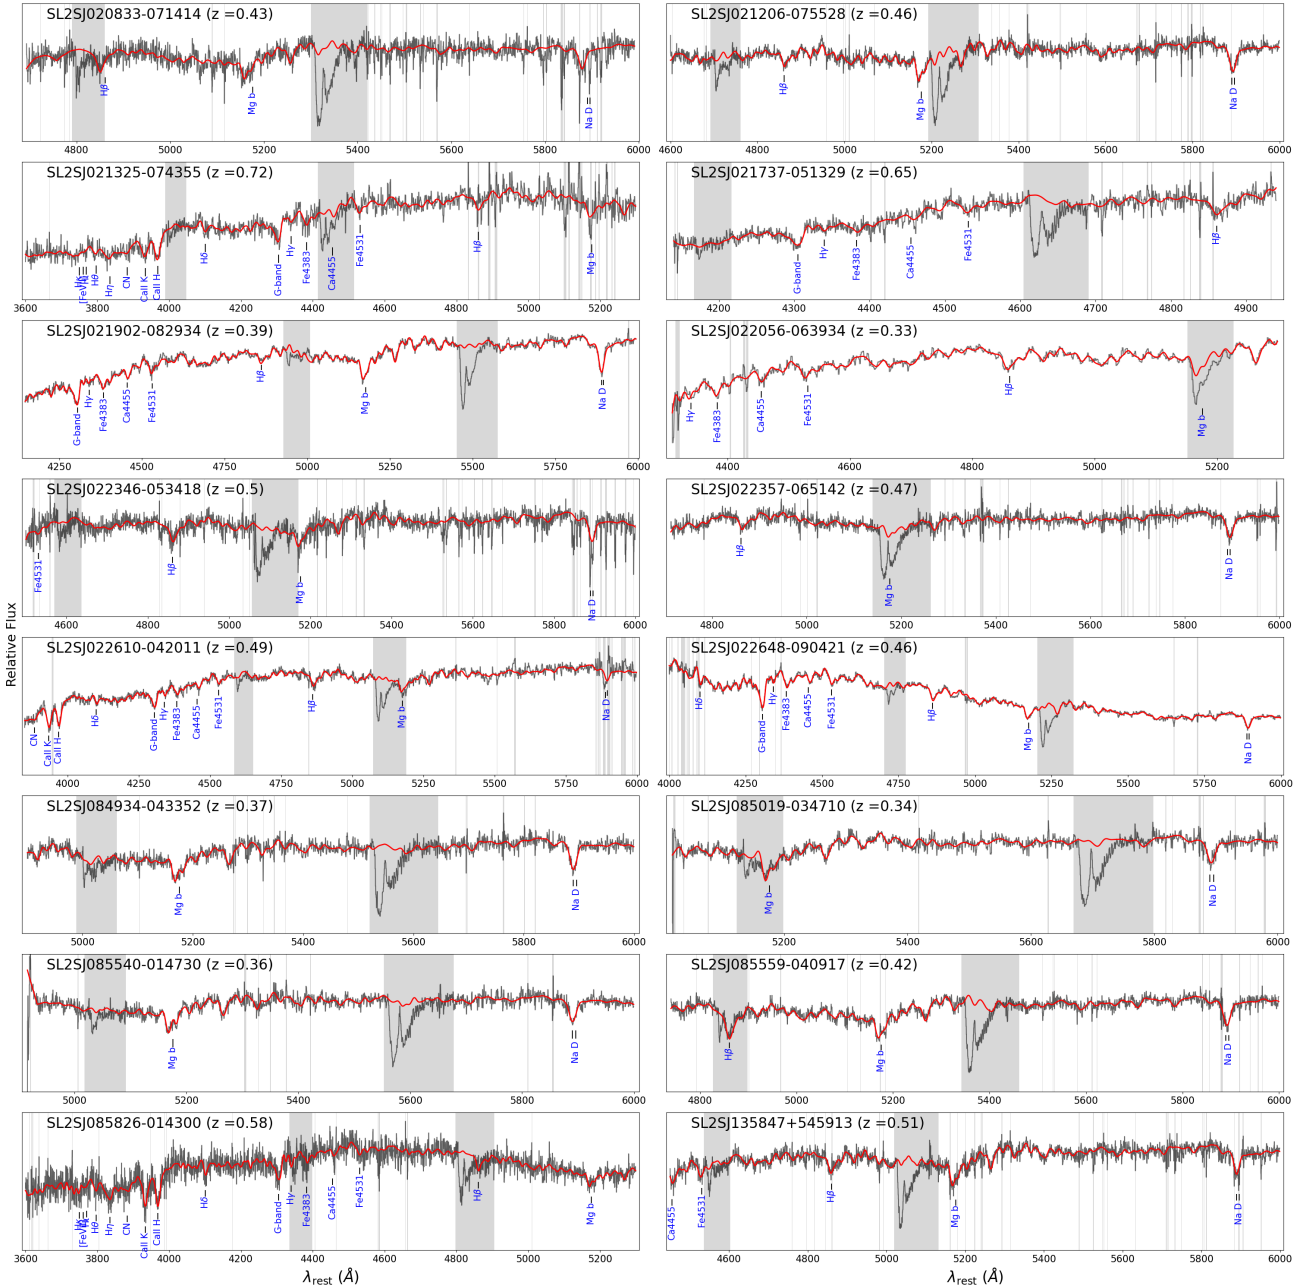 SL2SJ020833-071414 (z =0.43)
Hβ
Mg b
Na D
4800 5000 5200 5400 5600 5800 6000
SL2SJ021206-075528 (z =0.46)
Hβ
Mg b
Na D
4600 4800 5000 5200 5400 5600 5800 6000
SL2SJ021325-074355 (z =0.72)
Hθ
Hη
CN
CaII K
CaII H
Hδ
G-band
Hγ
Fe4383
Ca4455
Fe4531
Hβ
Mg b
3600 3800 4000 4200 4400 4600 4800 5000 5200
SL2SJ021737-051329 (z =0.65)
G-band
Hγ
Fe4383
Ca4455
Fe4531
Hβ
4200 4300 4400 4500 4600 4700 4800 4900
SL2SJ021902-082934 (z =0.39)
G-band
Hγ
Fe4383
Ca4455
Fe4531
Hβ
Mg b
Na D
4250 4500 4750 5000 5250 5500 5750 6000
SL2SJ022056-063934 (z =0.33)
Hγ
Fe4383
Ca4455
Fe4531
Hβ
Mg b
4400 4600 4800 5000 5200
SL2SJ022346-053418 (z =0.5)
Fe4531
Hβ
Mg b
Na D
4600 4800 5000 5200 5400 5600 5800 6000
SL2SJ022357-065142 (z =0.47)
Hβ
Mg b
Na D
4800 5000 5200 5400 5600 5800 6000
Relative Flux
SL2SJ022610-042011 (z =0.49)
CN
CaII K
CaII H
Hδ
G-band
Hγ
Fe4383
Ca4455
Fe4531
Hβ
Mg b
Na D
4000 4250 4500 4750 5000 5250 5500 5750 6000
SL2SJ022648-090421 (z =0.46)
Hδ
G-band
Hγ
Fe4383
Ca4455
Fe4531
Hβ
Mg b
Na D
4000 4250 4500 4750 5000 5250 5500 5750 6000
SL2SJ084934-043352 (z =0.37)
Mg b
Na D
5000 5200 5400 5600 5800 6000
SL2SJ085019-034710 (z =0.34)
Mg b
Na D
5200 5400 5600 5800 6000
SL2SJ085540-014730 (z =0.36)
Mg b
Na D
5000 5200 5400 5600 5800 6000
SL2SJ085559-040917 (z =0.42)
Hβ
Mg b
Na D
4800 5000 5200 5400 5600 5800 6000
SL2SJ085826-014300 (z =0.58)
Hθ
Hη
CN
CaII K
CaII H
Hδ
G-band
Hγ
Fe4383
Ca4455
Fe4531
Hβ
Mg b
3600 3800 4000 4200 4400 4600 4800 5000 5200
SL2SJ135847+545913 (z =0.51)
Ca4455
Fe4531
Hβ
Mg b
Na D
4600 4800 5000 5200 5400 5600 5800 6000
λrest (Å)
λrest (Å)